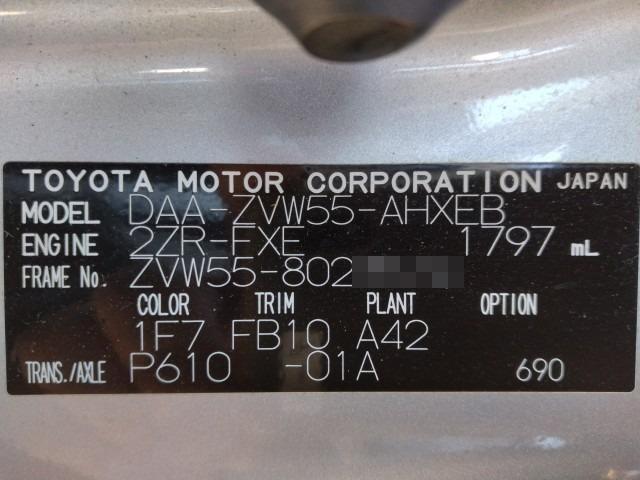 TOYOTA MOTOR CORPORATION JAPAN
MODEL DAA-ZVW55-AHXEB
ENGINE 2ZR-FXE 1797 mL
FRAME No. ZVW55-802
COLOR TRIM PLANT OPTION
1F7 FB10 A42
TRANS./AXLE P610 -01A 690